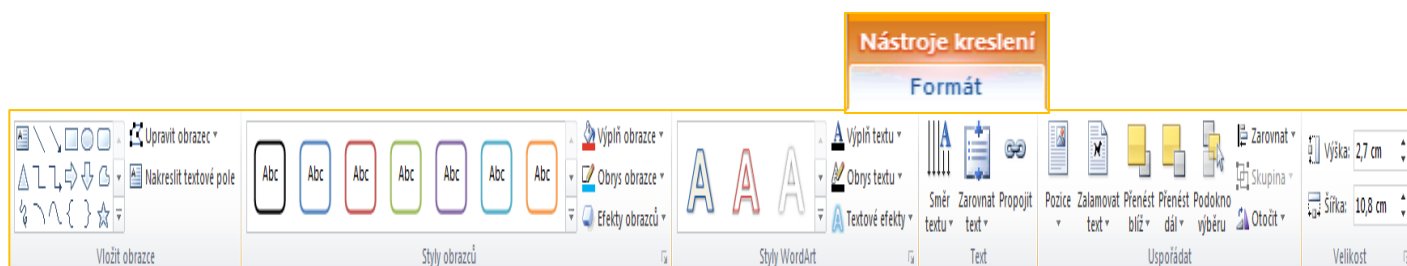 Nástroje kreslení
Formát
Upravit obrazec
Nakreslit textové pole
Vložit obrazce
Abc Abc Abc Abc Abc Abc Abc
Výplň obrazce
Obrys obrazce
Efekty obrazců
Styly obrazců
A A A
Výplň textu
Obrys textu
Textové efekty
Styly WordArt
Směr textu
Zarovnat text
Propojit
Text
Pozice
Zalamovat text
Přenést blíž
Přenést dál
Podokno výběru
Zarovnat
Skupina
Otočit
Uspořádat
Výška: 2,7 cm
Šířka: 10,8 cm
Velikost